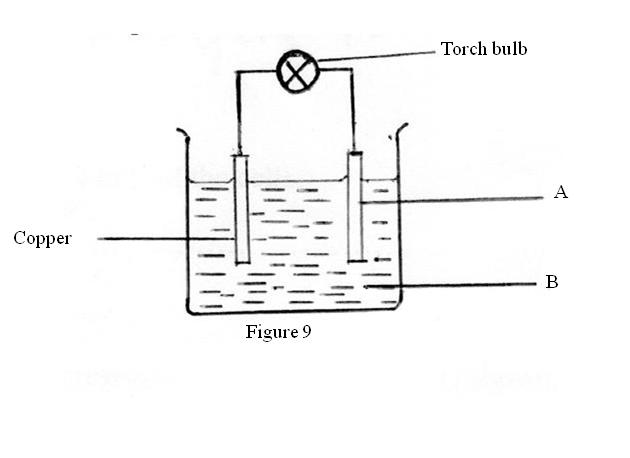 Torch bulb
A
Copper
B
Figure 9